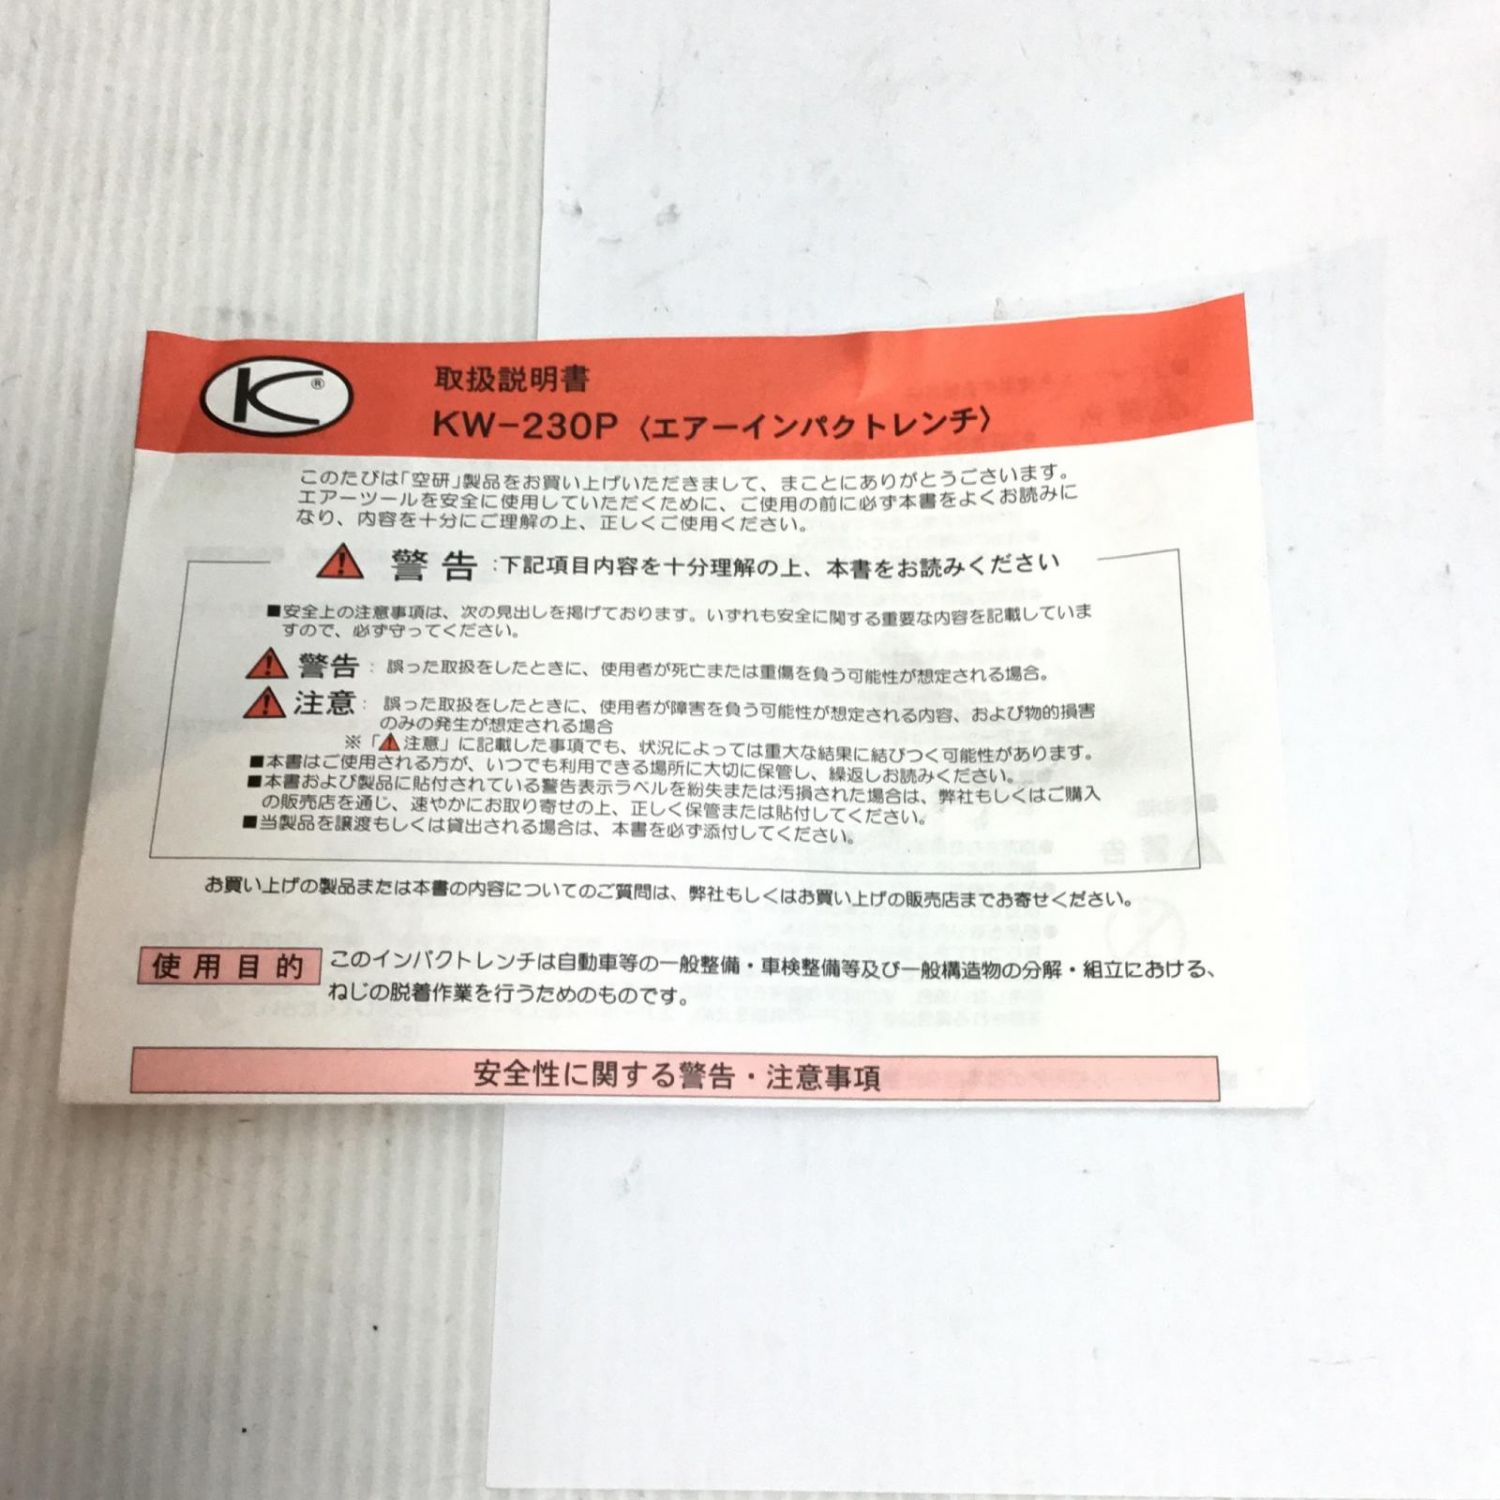 K®
取扱説明書
KW-230P〈エアーインパクトレンチ〉
このたびは「空研」製品をお買い上げいただきまして、まことにありがとうございます。
エアーツールを安全に使用していただくために、ご使用の前に必ず本書をよくお読みに
なり、内容を十分にご理解の上、正しくご使用ください。
警告:下記項目内容を十分理解の上、本書をお読みください
■安全上の注意事項は、次の見出しを掲げております。いずれも安全に関する重要な内容を記載していま
すので、必ず守ってください。
警告: 誤った取扱をしたときに、使用者が死亡または重傷を負う可能性が想定される場合。
注意: 誤った取扱をしたときに、使用者が障害を負う可能性が想定される内容、および物的損害
のみの発生が想定される場合
※「⚠注意」に記載した事項でも、状況によっては重大な結果に結びつく可能性があります。
■本書はご使用される方が、いつでも利用できる場所に大切に保管し、繰返しお読みください。
■本書および製品に貼付されている警告表示ラベルを紛失または汚損された場合は、弊社もしくはご購入
の販売店を通じ、速やかにお取り寄せの上、正しく保管または貼付してください。
■当製品を譲渡もしくは貸出される場合は、本書を必ず添付してください。
お買い上げの製品または本書の内容についてのご質問は、弊社もしくはお買い上げの販売店までお寄せください。
使用目的 このインパクトレンチは自動車等の一般整備・車検整備等及び一般構造物の分解・組立における、
ねじの脱着作業を行うためのものです。
安全性に関する警告・注意事項